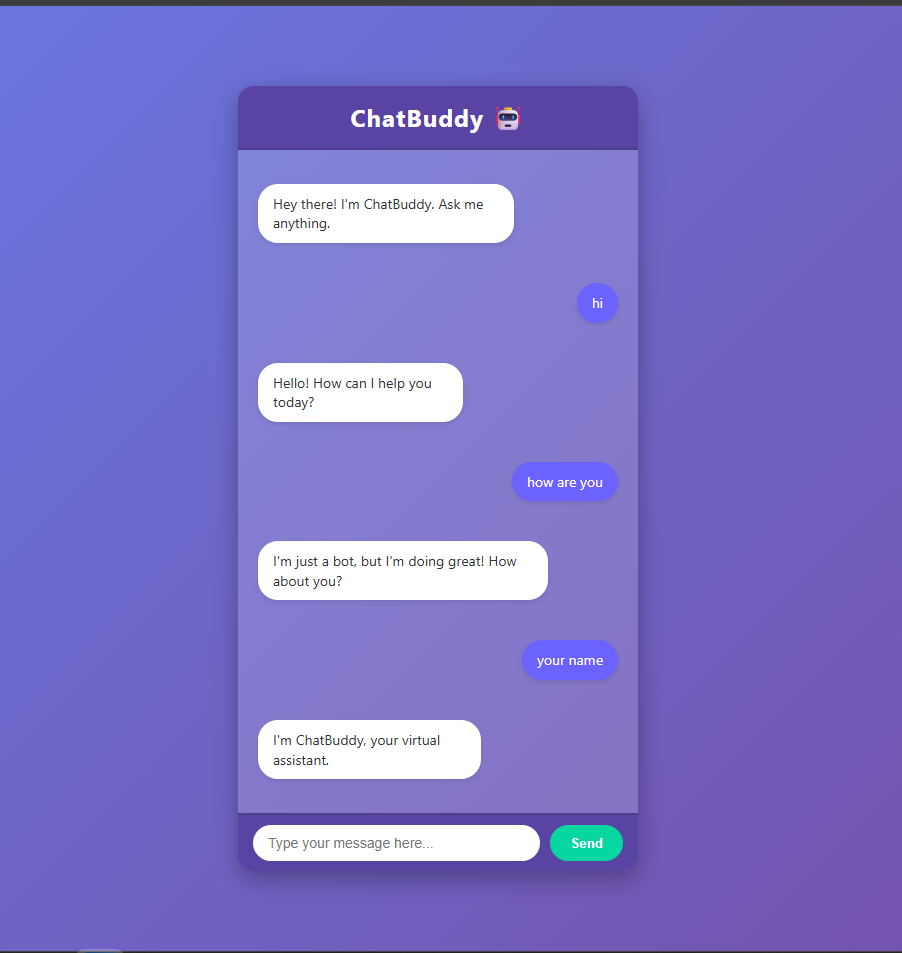 ChatBuddy
Hey there! I'm ChatBuddy. Ask me
anything.
hi
Hello! How can I help you
today?
how are you
I'm just a bot, but I'm doing great! How
about you?
your name
I'm ChatBuddy, your virtual
assistant.
Type your message here...
Send